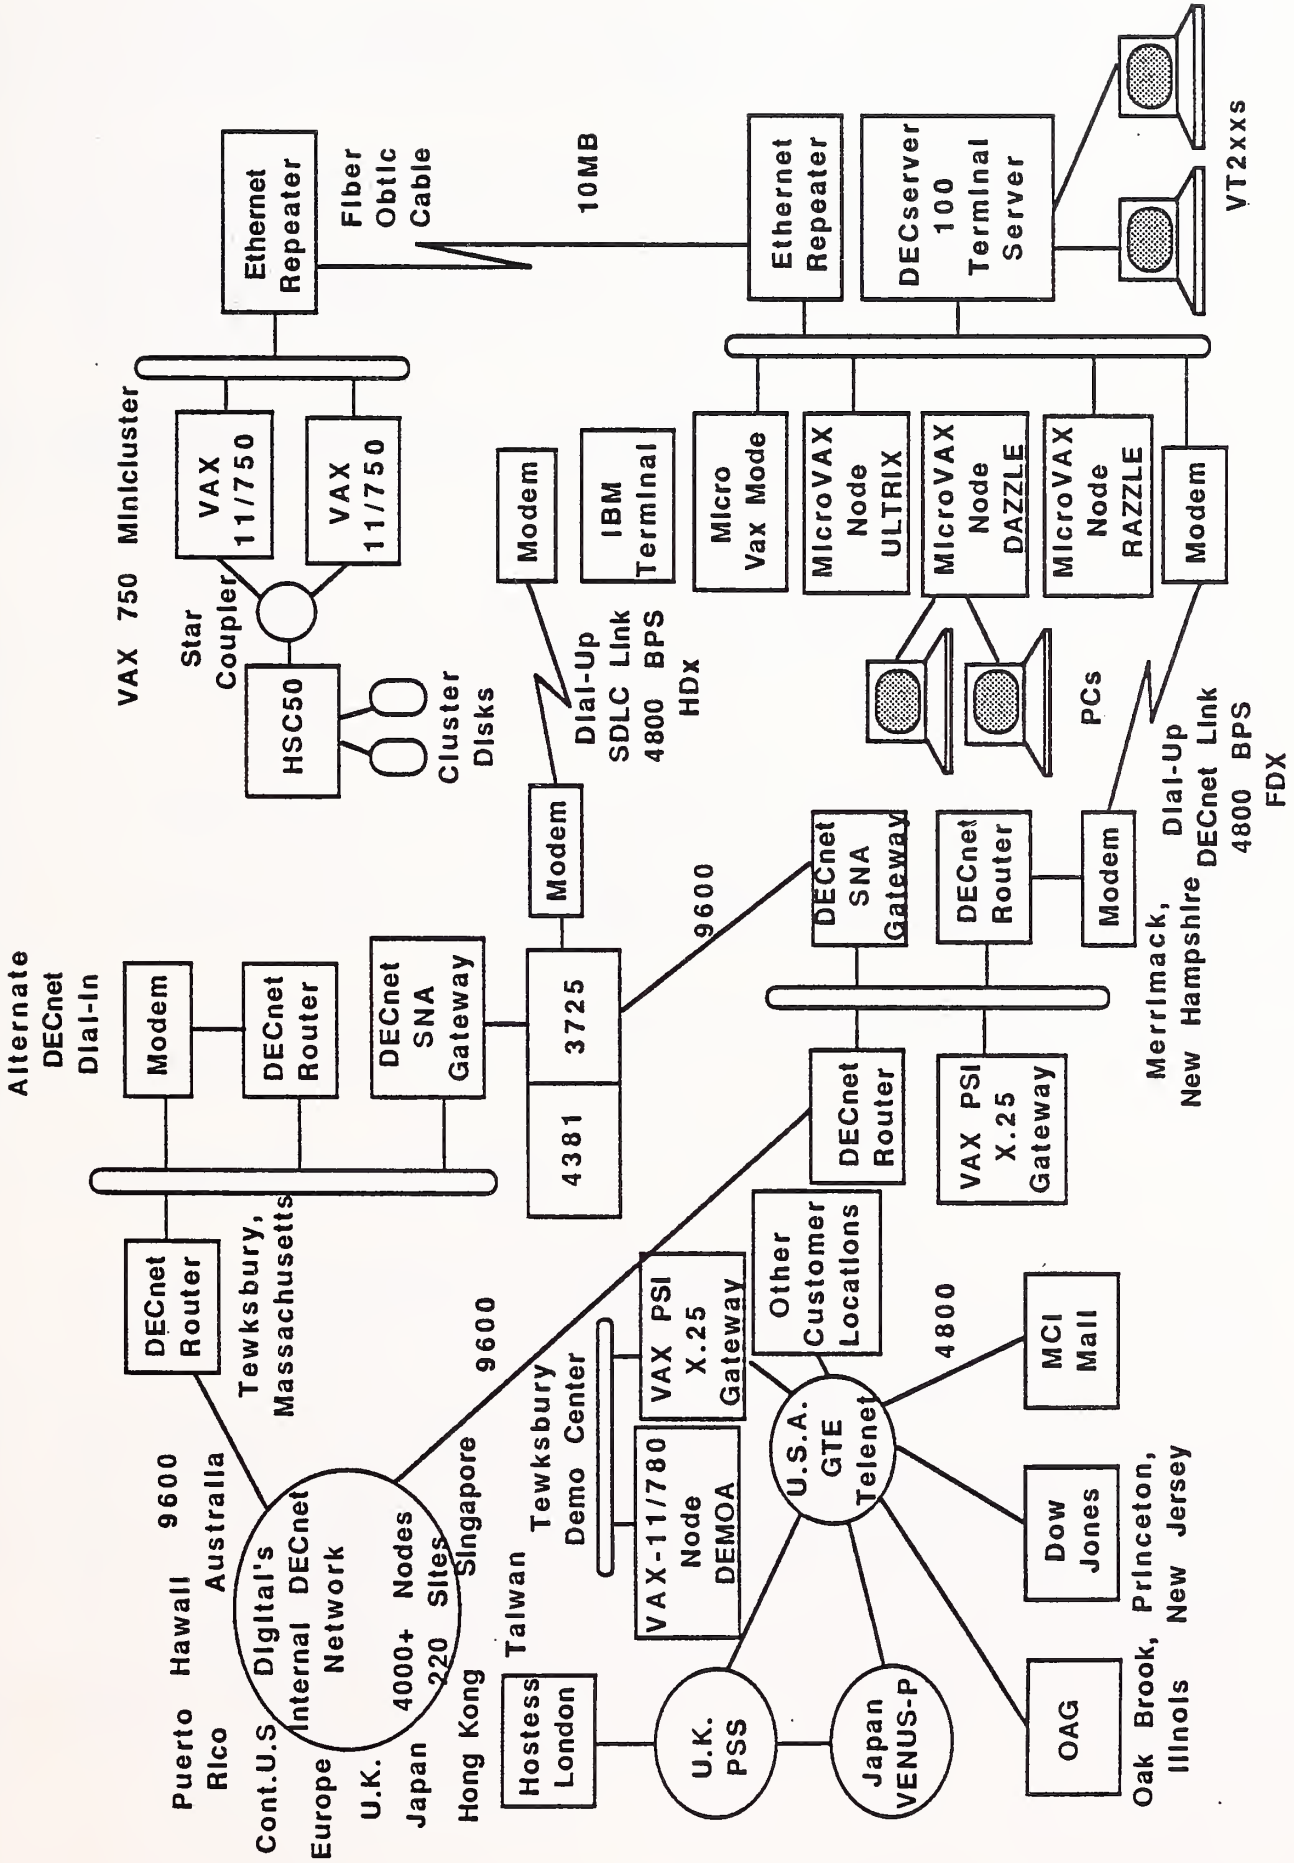 Puerto Hawaii
Rico
Australia
9600
Cont.U.S.
Europe
U.K.
Japan
Hong Kong
Taiwan
Singapore
Digital's
Internal DECnet
Network
4000+ Nodes
220 Sites
DECnet
Router
Tewksbury,
Massachusetts
Alternate
DECnet
Dial-In
Modem
DECnet
Router
DECnet
SNA
Gateway
4381
3725
Modem
Dial-Up
SDLC Link
4800 BPS
HDx
Modem
IBM
Terminal
VAX 750 Minicluster
Star
Coupler
VAX
11/750
VAX
11/750
HSC50
Cluster
Disks
Ethernet
Repeater
Fiber
Obtic
Cable
10MB
Ethernet
Repeater
DECserver
100
Terminal
Server
VT2xxs
Micro
Vax Mode
MicroVAX
Node
ULTRIX
MicroVAX
Node
DAZZLE
MicroVAX
Node
RAZZLE
Modem
PCs
Dial-Up
DECnet Link
4800 BPS
FDX
9600
DECnet
SNA
Gateway
DECnet
Router
Modem
Merrimack,
New Hampshire
9600
DECnet
Router
VAX PSI
X.25
Gateway
Tewksbury
Demo Center
VAX-11/780
Node
DEMOA
VAX PSI
X.25
Gateway
Other
Customer
Locations
Hostess
London
U.K.
PSS
Japan
VENUS-P
U.S.A.
GTE
Telenet
4800
OAG
Oak Brook,
Illinois
Dow
Jones
Princeton,
New Jersey
MCI
Mail